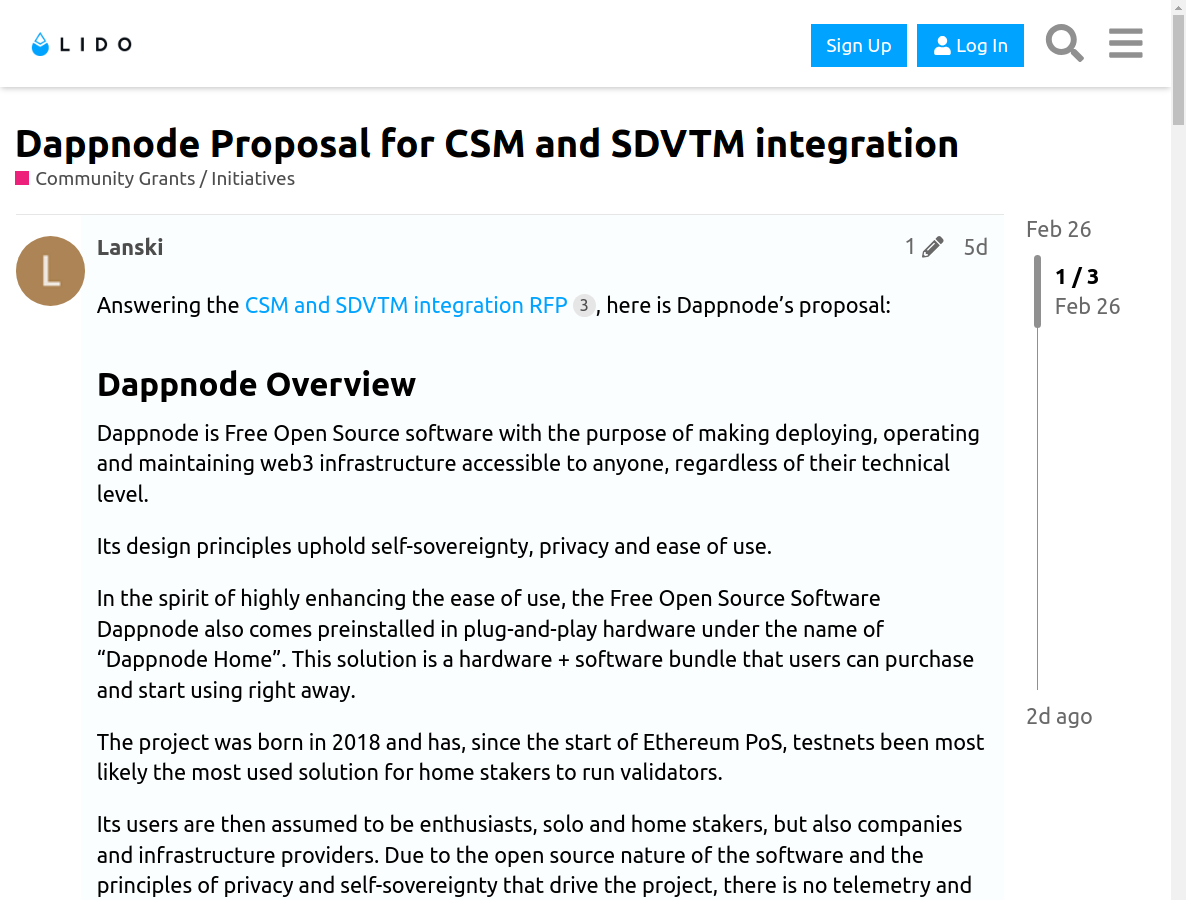 LIDO
Sign Up
Log In
Dappnode Proposal for CSM and SDVTM integration
Community Grants / Initiatives
L
Lanski
1
5d
Feb 26
1 / 3
Feb 26
2d ago
Answering the CSM and SDVTM integration RFP 3, here is Dappnode’s proposal:
Dappnode Overview
Dappnode is Free Open Source software with the purpose of making deploying, operating
and maintaining web3 infrastructure accessible to anyone, regardless of their technical
level.
Its design principles uphold self-sovereignty, privacy and ease of use.
In the spirit of highly enhancing the ease of use, the Free Open Source Software
Dappnode also comes preinstalled in plug-and-play hardware under the name of
“Dappnode Home”. This solution is a hardware + software bundle that users can purchase
and start using right away.
The project was born in 2018 and has, since the start of Ethereum PoS, testnets been most
likely the most used solution for home stakers to run validators.
Its users are then assumed to be enthusiasts, solo and home stakers, but also companies
and infrastructure providers. Due to the open source nature of the software and the
principles of privacy and self-sovereignty that drive the project, there is no telemetry and